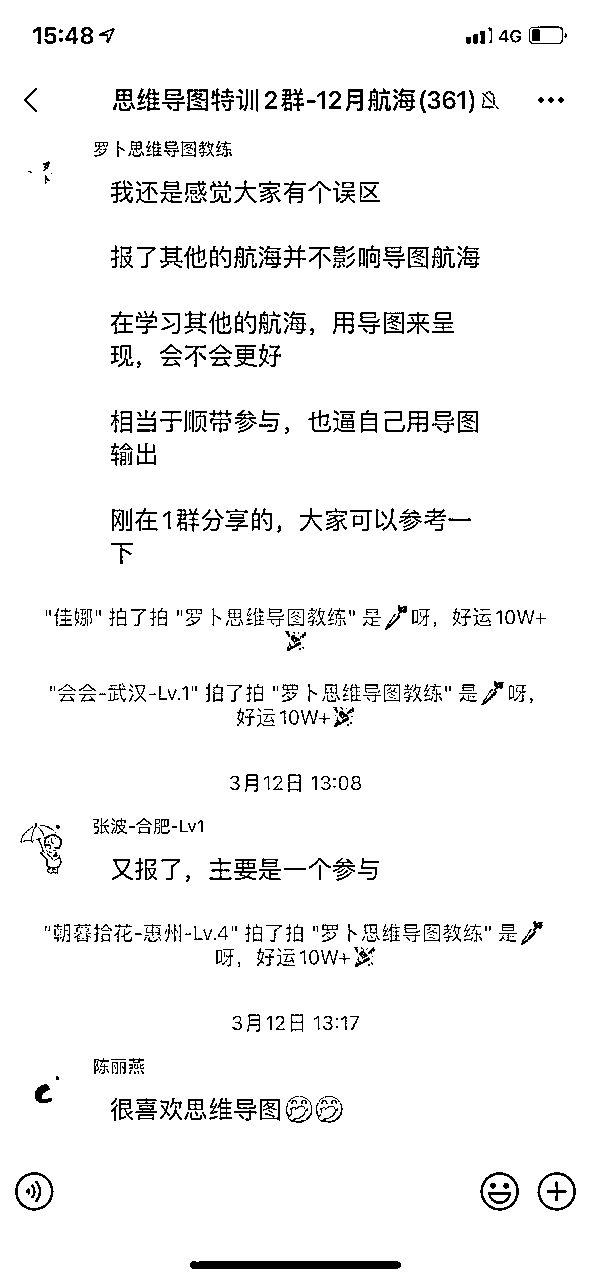 15:48
4G
思维导图特训2群-12月航海(361)
罗卜思维导图教练
我还是感觉大家有个误区
报了其他的航海并不影响导图航海
在学习其他的航海，用导图来呈
现，会不会更好
相当于顺带参与，也逼自己用导图
输出
刚在1群分享的，大家可以参考一
下
"佳娜" 拍了拍 "罗卜思维导图教练" 是🥕呀，好运10W+
🎉
"会会-武汉-Lv.1" 拍了拍 "罗卜思维导图教练" 是🥕呀，
好运10W+🎉
3月12日 13:08
张波-合肥-Lv1
又报了，主要是一个参与
"朝暮拾花-惠州-Lv.4" 拍了拍 "罗卜思维导图教练" 是🥕
呀，好运10W+🎉
3月12日 13:17
陈丽燕
很喜欢思维导图🤭🤭